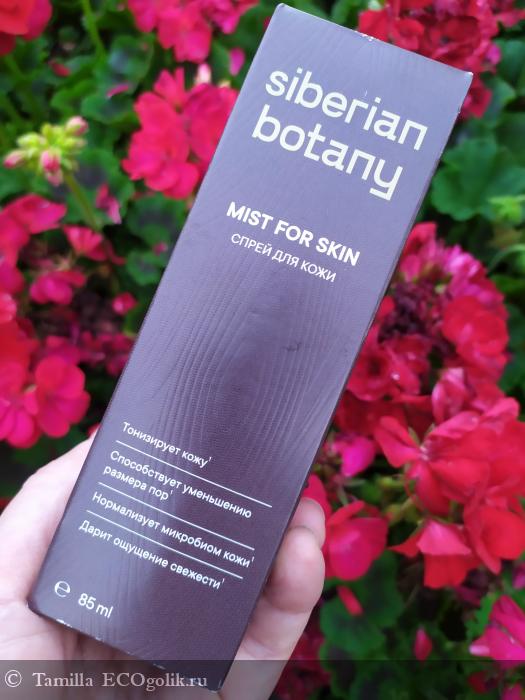 siberian
botany
MIST FOR SKIN
СПРЕЙ ДЛЯ КОЖИ
Тонизирует кожу¹
Способствует уменьшению
размера пор¹
Нормализует микробиом кожи¹
Дарит ощущение свежести¹
℮ 85 ml
© Tamilla ECOgolik.ru